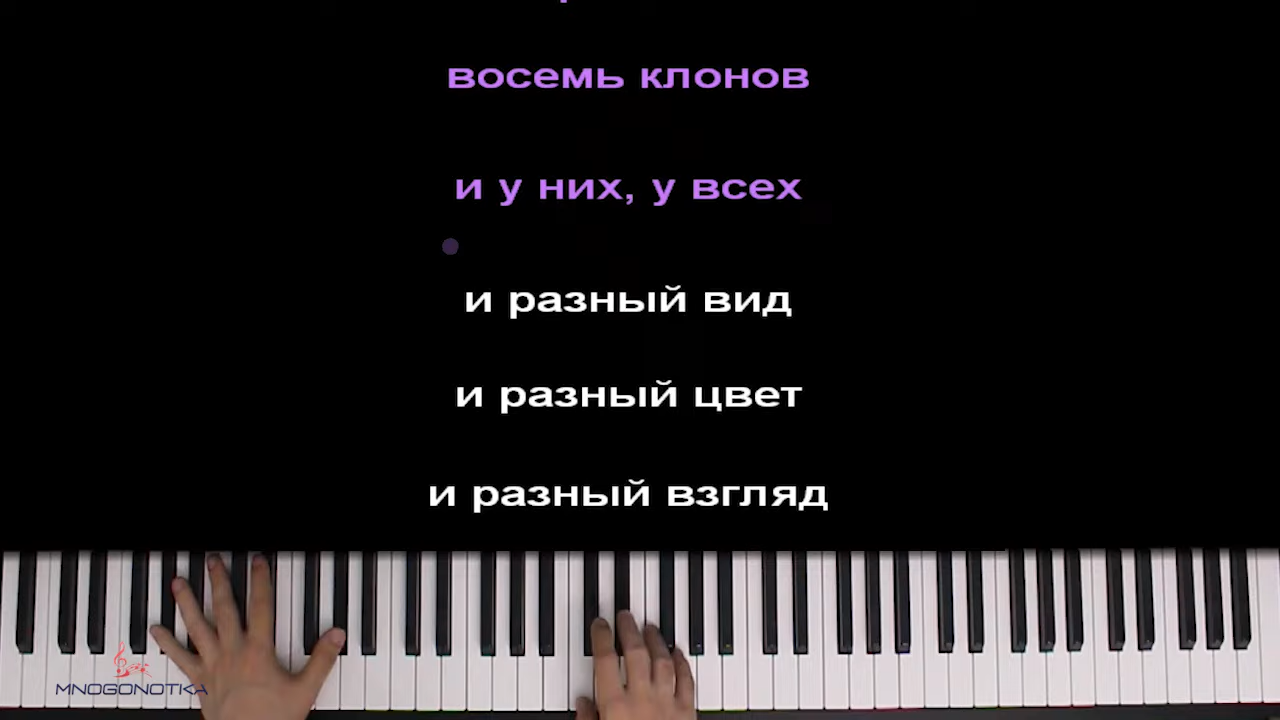 восемь клонов
и у них, у всех
и разный вид
и разный цвет
и разный взгляд
MNOGONOTKA